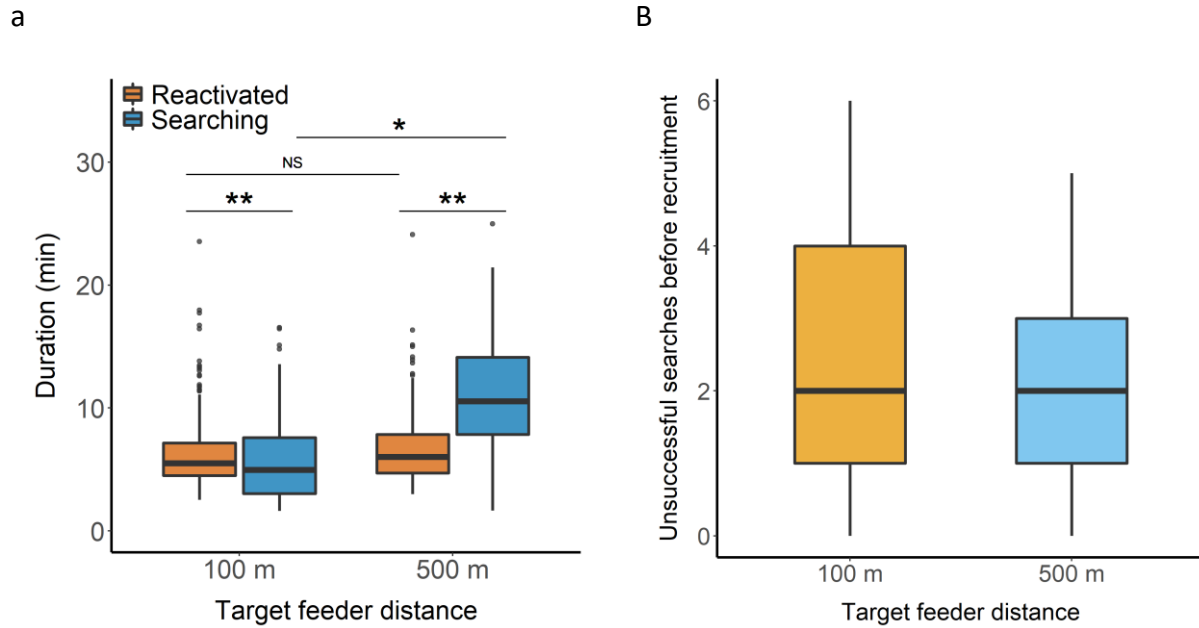 a
B
Reactivated
Searching
*
NS
**
**
Duration (min)
30
20
10
0
100 m
500 m
Target feeder distance
Unsuccessful searches before recruitment
6
4
2
0
100 m
500 m
Target feeder distance